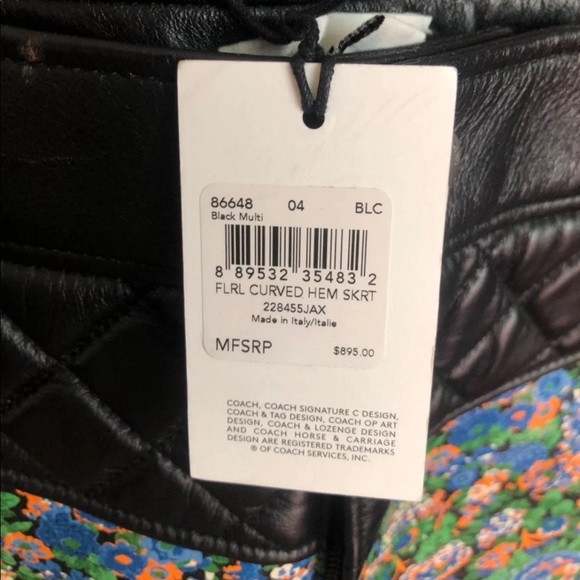 86648 04 BLC
Black Multi
8 89532 35483 2
FLRL CURVED HEM SKRT
228455JAX
Made in Italy/Italie
MFSRP $895.00
COACH, COACH SIGNATURE C DESIGN,
COACH & TAG DESIGN, COACH OP ART
DESIGN, COACH & LOZENGE DESIGN
AND COACH HORSE & CARRIAGE
DESIGN ARE REGISTERED TRADEMARKS
® OF COACH SERVICES, INC.